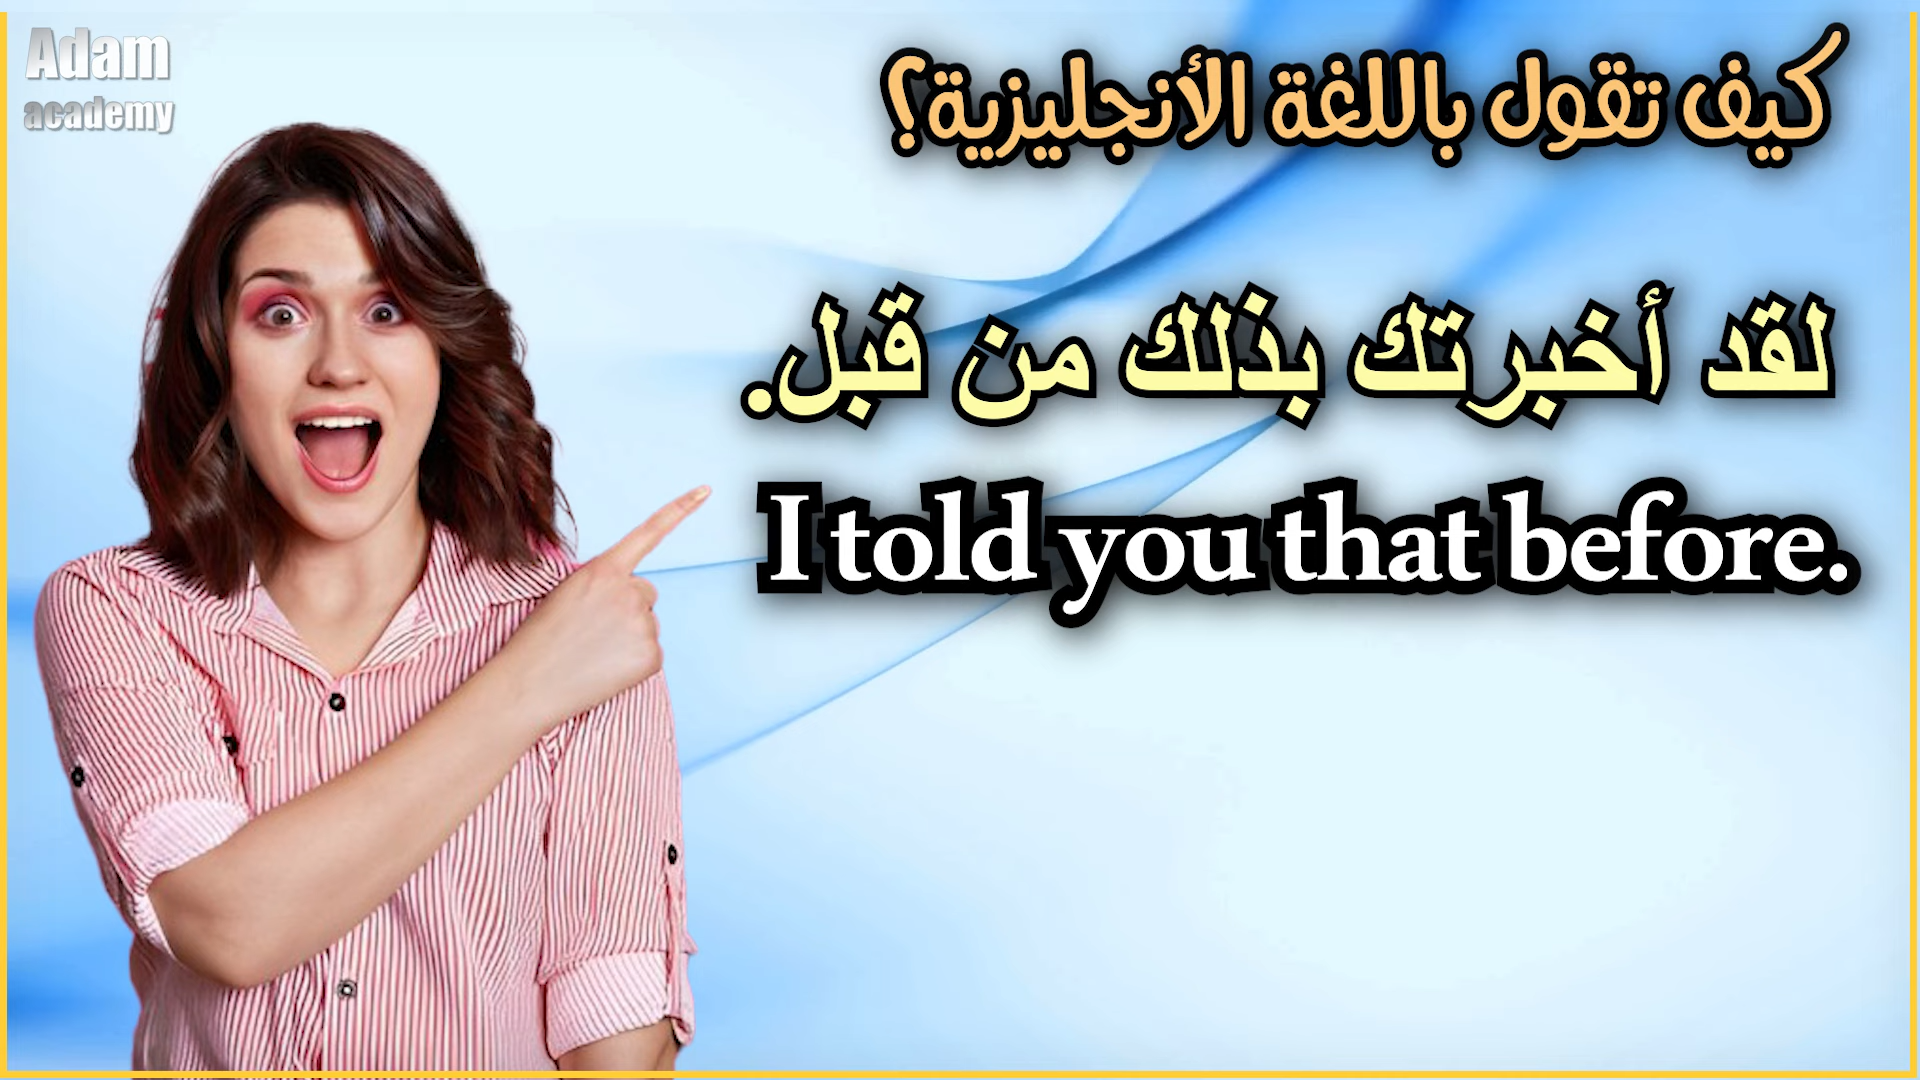 Adam
academy
كيف تقول باللغة الأنجليزية؟
لقد أخبرتك بذلك من قبل.
I told you that before.